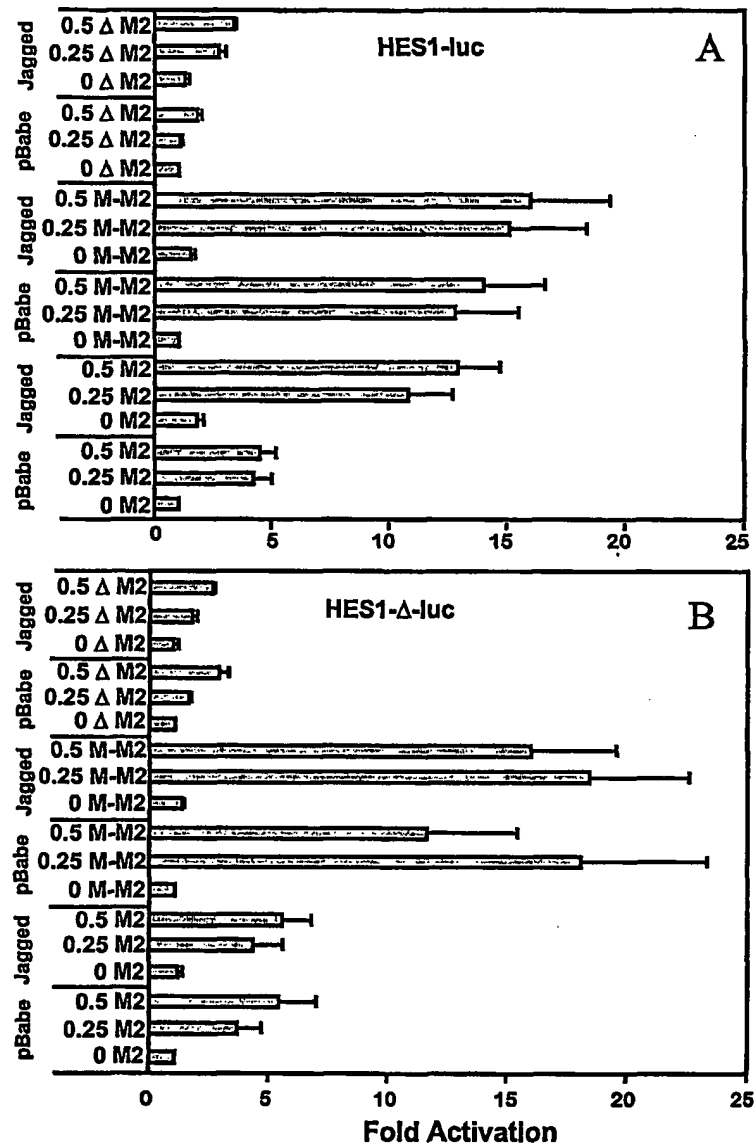 HES1-luc
A
Jagged
0.5 Δ M2
0.25 Δ M2
0 Δ M2
pBabe
0.5 Δ M2
0.25 Δ M2
0 Δ M2
Jagged
0.5 M-M2
0.25 M-M2
0 M-M2
pBabe
0.5 M-M2
0.25 M-M2
0 M-M2
Jagged
0.5 M2
0.25 M2
0 M2
pBabe
0.5 M2
0.25 M2
0 M2
0 5 10 15 20 25
HES1-Δ-luc
B
Jagged
0.5 Δ M2
0.25 Δ M2
0 Δ M2
pBabe
0.5 Δ M2
0.25 Δ M2
0 Δ M2
Jagged
0.5 M-M2
0.25 M-M2
0 M-M2
pBabe
0.5 M-M2
0.25 M-M2
0 M-M2
Jagged
0.5 M2
0.25 M2
0 M2
pBabe
0.5 M2
0.25 M2
0 M2
0 5 10 15 20 25
Fold Activation